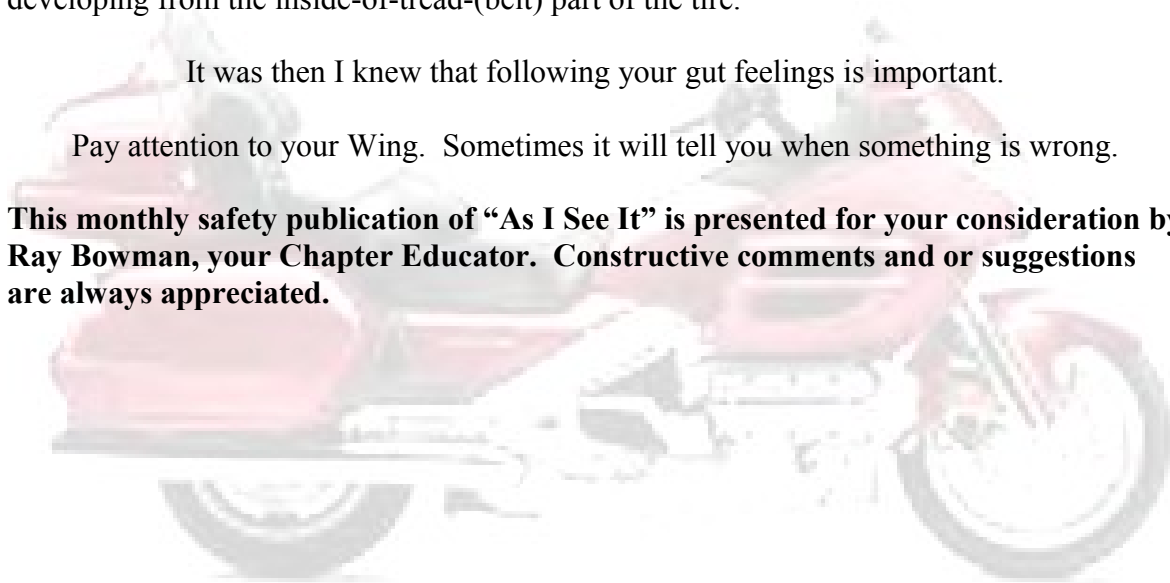 developing from the inside-of-tread-(belt) part of the tire.
It was then I knew that following your gut feelings is important.
Pay attention to your Wing.  Sometimes it will tell you when something is wrong.
This monthly safety publication of “As I See It” is presented for your consideration by
Ray Bowman, your Chapter Educator.  Constructive comments and or suggestions
are always appreciated.